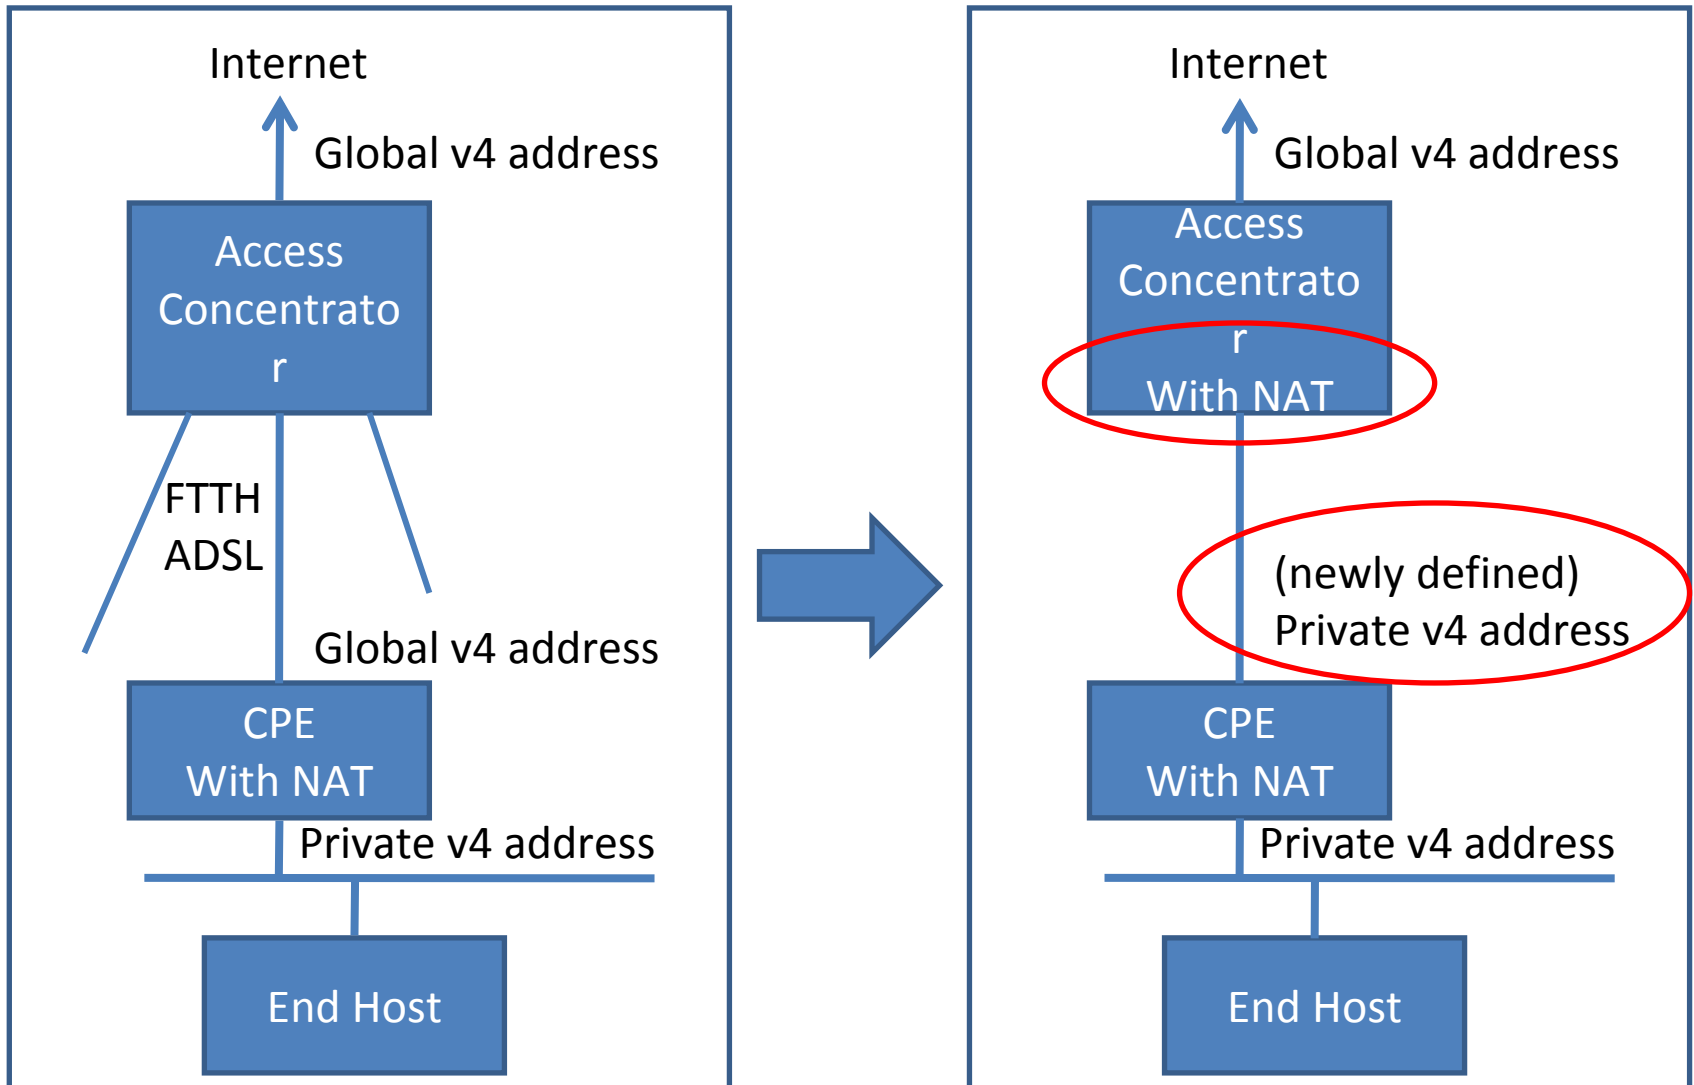 Internet
Global v4 address
Access
Concentrato
r
FTTH
ADSL
Global v4 address
CPE
With NAT
Private v4 address
End Host
Internet
Global v4 address
Access
Concentrato
r
With NAT
(newly defined)
Private v4 address
CPE
With NAT
Private v4 address
End Host